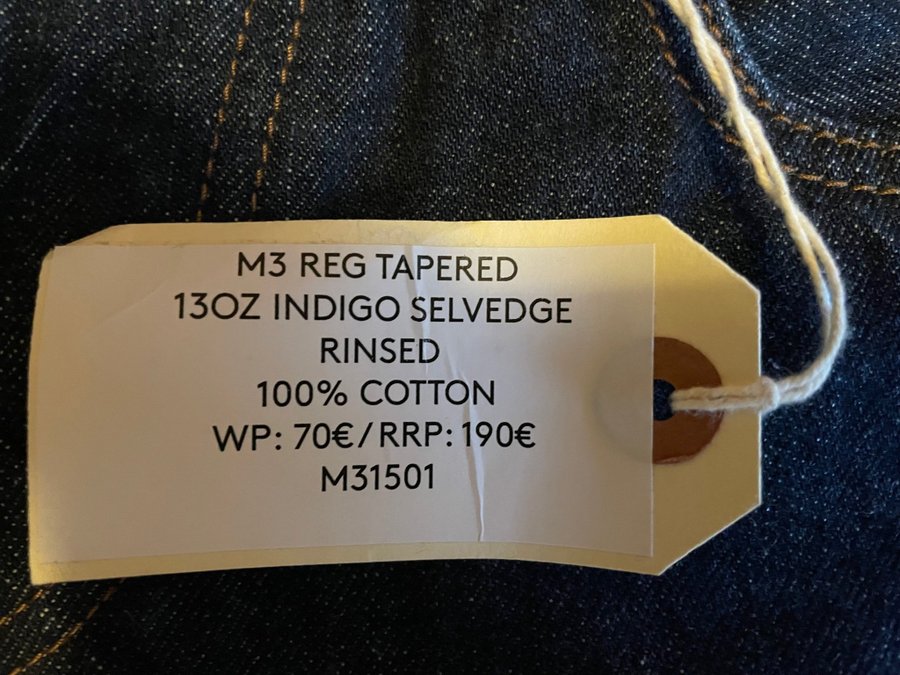 M3 REG TAPERED
13OZ INDIGO SELVEDGE
RINSED
100% COTTON
WP: 70€/RRP: 190€
M31501